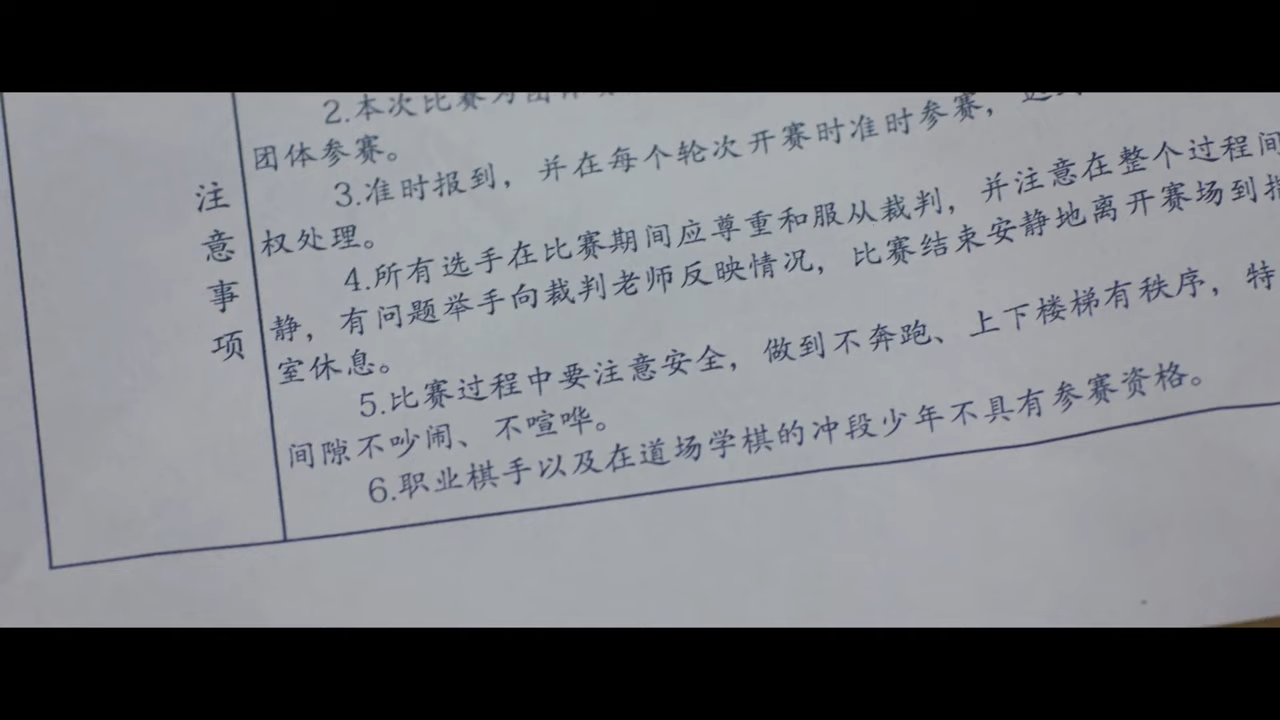 注意事项
2.本次比赛为团体
团体参赛。
3.准时报到，并在每个轮次开赛时准时参赛，
权处理。
4.所有选手在比赛期间应尊重和服从裁判，并注意在整个过程间
静，有问题举手向裁判老师反映情况，比赛结束安静地离开赛场到指
室休息。
5.比赛过程中要注意安全，做到不奔跑、上下楼梯有秩序，特
间隙不吵闹、不喧哗。
6.职业棋手以及在道场学棋的冲段少年不具有参赛资格。